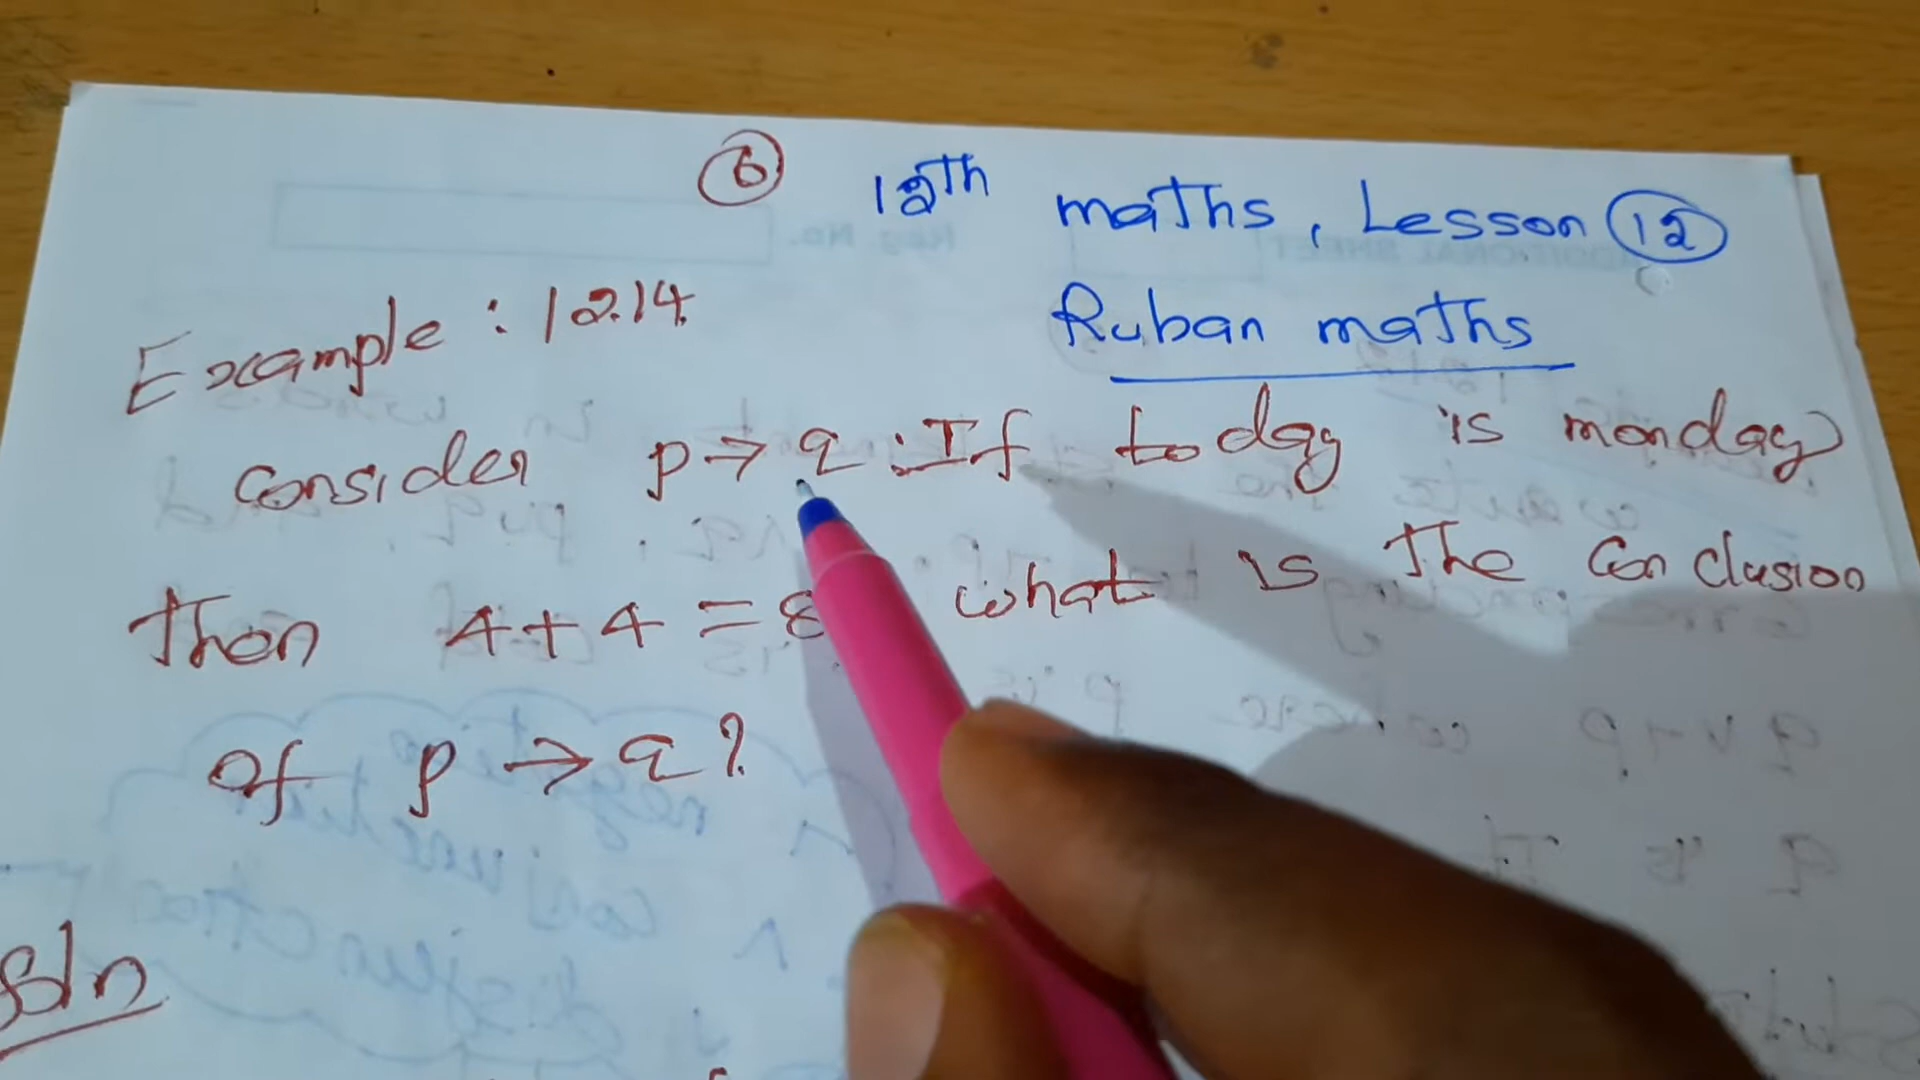 6 12Th maths, Lesson 12
Example : 12.14
Ruban maths
Consider p → q : If today is monday
Then 4 + 4 = 8 what is The Conclusion
of p → q ?
Soln